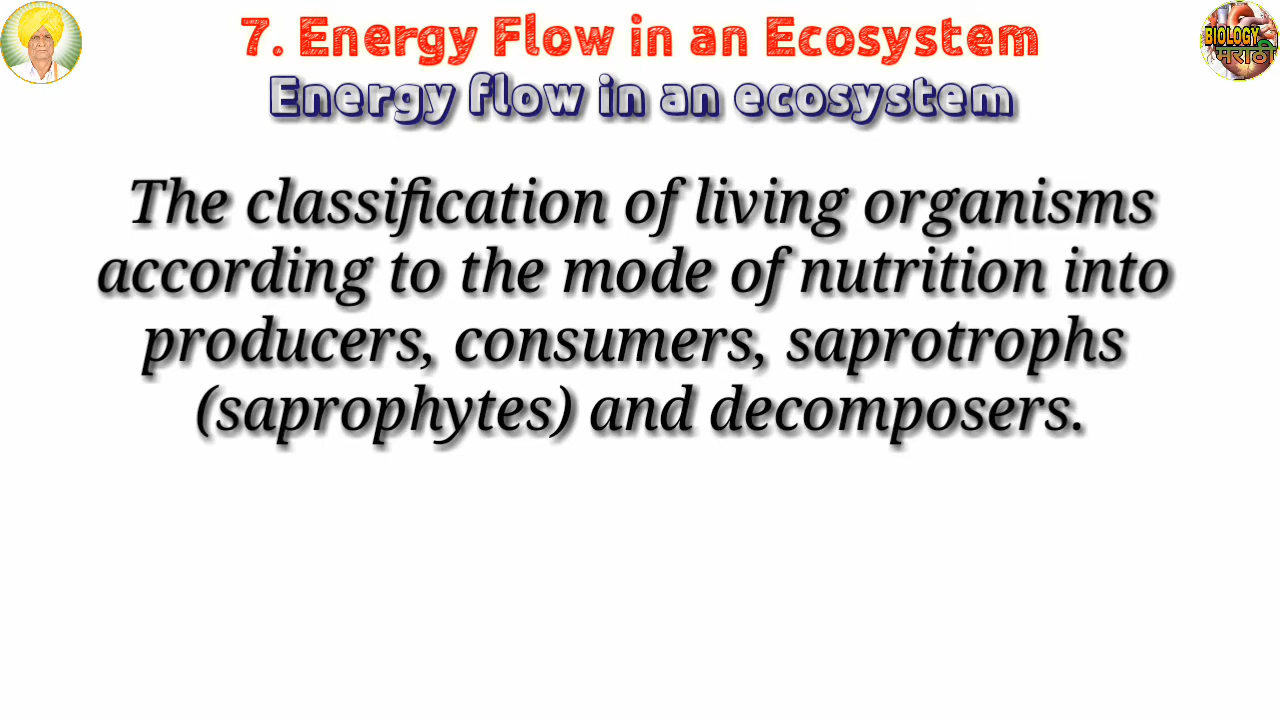 7. Energy Flow in an Ecosystem
BIOLOGY
मराठी
Energy flow in an ecosystem
The classification of living organisms
according to the mode of nutrition into
producers, consumers, saprotrophs
(saprophytes) and decomposers.